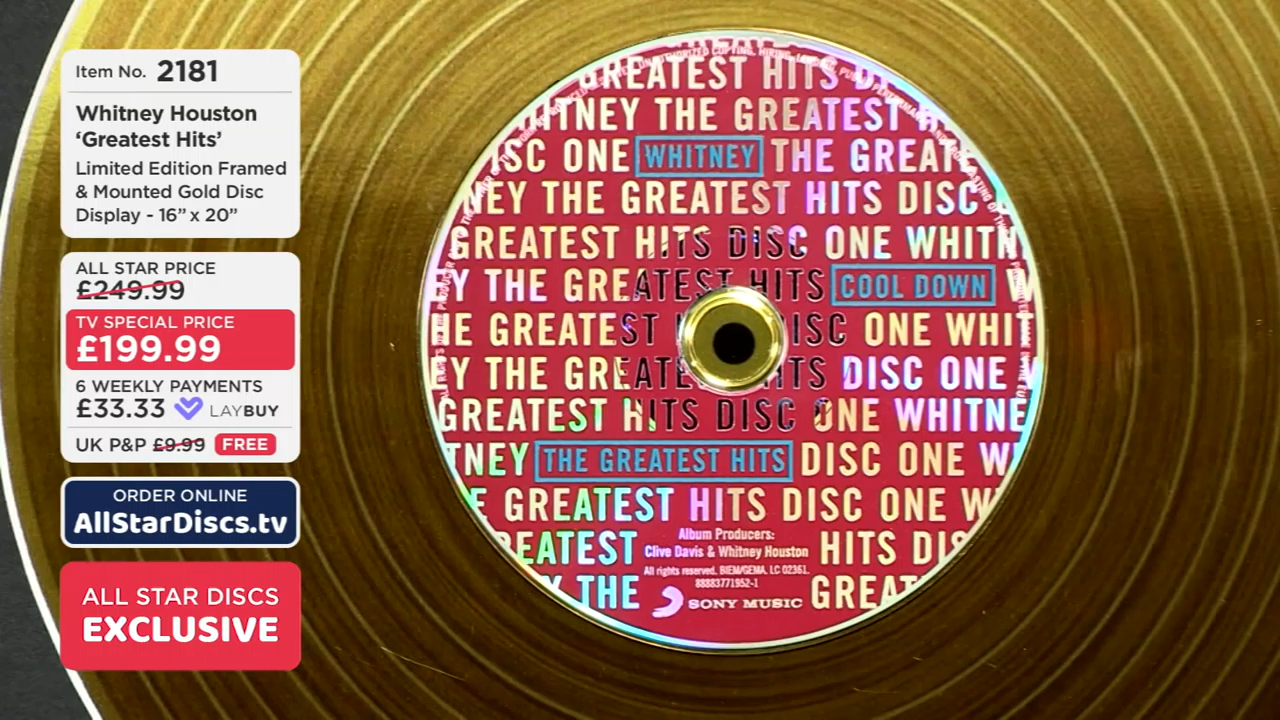 Item No. 2181
Whitney Houston
‘Greatest Hits’
Limited Edition Framed
& Mounted Gold Disc
Display - 16” x 20”
ALL STAR PRICE
£249.99
TV SPECIAL PRICE
£199.99
6 WEEKLY PAYMENTS
£33.33 LAYBUY
UK P&P £9.99 FREE
ORDER ONLINE
AllStarDiscs.tv
ALL STAR DISCS
EXCLUSIVE
GREATEST HITS
WHITNEY THE GREATEST
DISC ONE WHITNEY THE GREAT
EY THE GREATEST HITS DISC
GREATEST HITS DISC ONE WHITN
Y THE GREATEST HITS COOL DOWN
HE GREATEST H DISC ONE WHI
EY THE GREATEST HITS DISC ONE
GREATEST HITS DISC ONE WHITNE
TNEY THE GREATEST HITS DISC ONE W
E GREATEST HITS DISC ONE W
REATEST HITS DIS
Album Producers:
Clive Davis & Whitney Houston
All rights reserved. BIEM/GEMA. LC 02361.
88883771952-1
Y THE SONY MUSIC GREAT